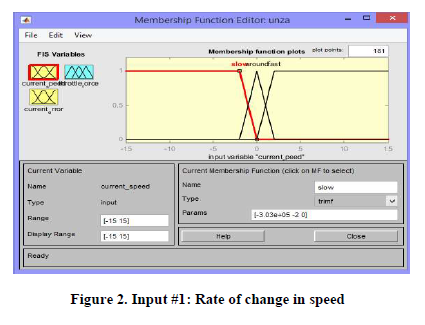 Membership Function Editor: unza
File Edit View
FIS Variables
Membership function plots
plot points:
181
slow around fast
1
0.5
0
-15 -10 -5 0 5 10 15
input variable "current_peed"
current_peed
throttle_orce
current_error
Current Variable
Name current_speed
Type input
Range [-15 15]
Display Range [-15 15]
Current Membership Function (click on MF to select)
Name slow
Type trimf
Params [-3.03e+05 -2 0]
Help Close
Ready
Figure 2. Input #1: Rate of change in speed